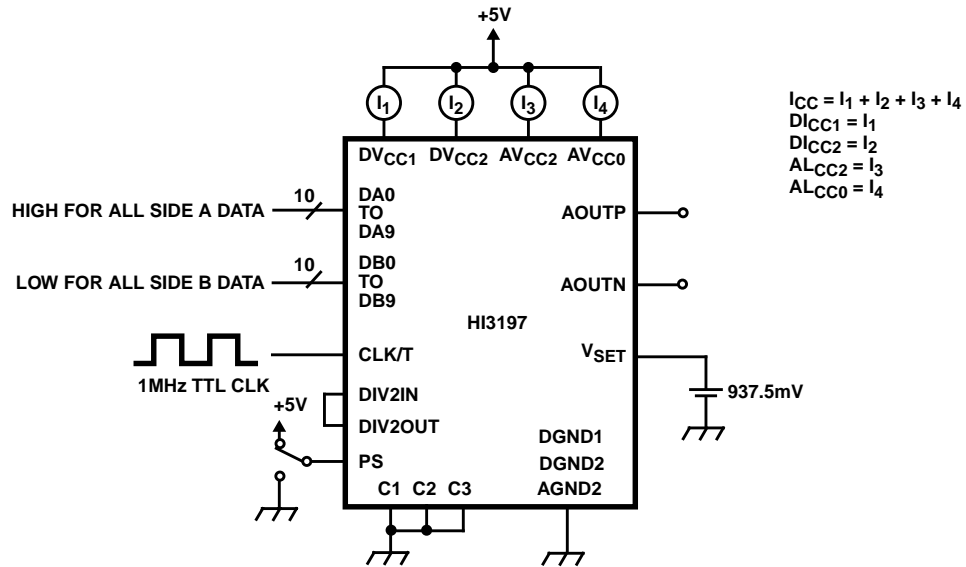 +5V
I1 I2 I3 I4
ICC = I1 + I2 + I3 + I4
DICC1 = I1
DICC2 = I2
ALCC2 = I3
ALCC0 = I4
DVCC1 DVCC2 AVCC2 AVCC0
HIGH FOR ALL SIDE A DATA
10
DA0
TO
DA9
AOUTP
LOW FOR ALL SIDE B DATA
10
DB0
TO
DB9
AOUTN
HI3197
1MHz TTL CLK
CLK/T
VSET
937.5mV
DIV2IN
DIV2OUT
+5V
PS
DGND1
DGND2
AGND2
C1 C2 C3